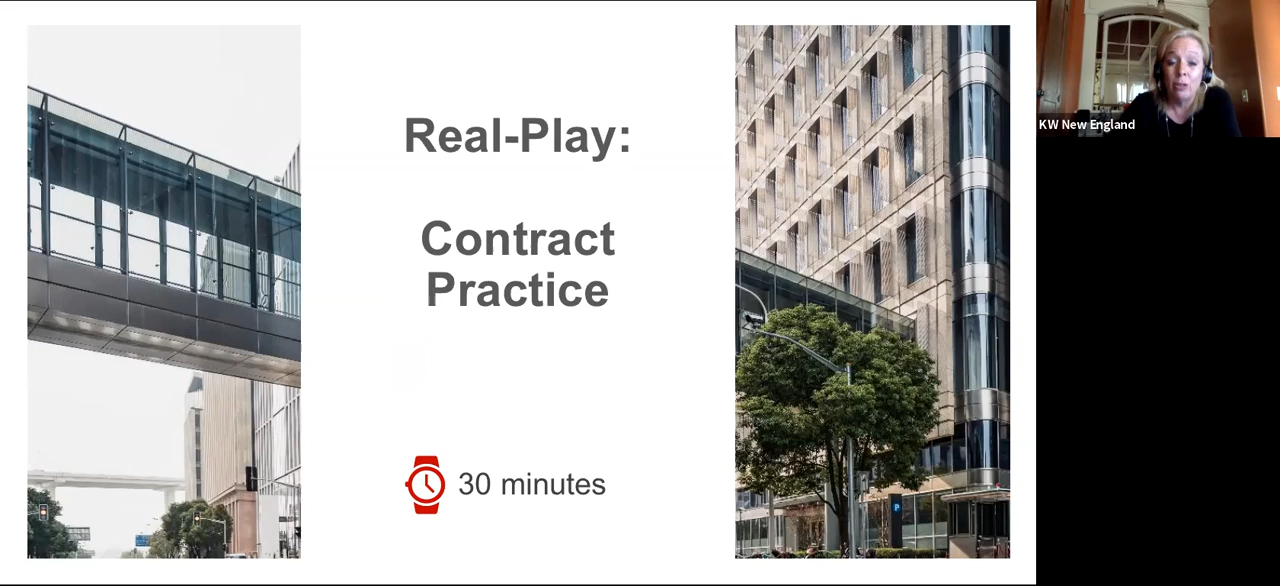 Real-Play:
Contract
Practice
30 minutes
KW New England
P